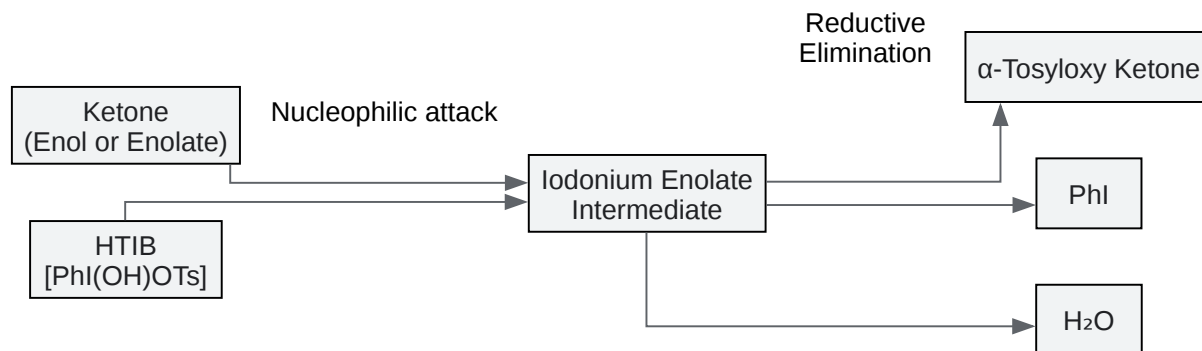 Reductive
Elimination
α-Tosyloxy Ketone
Ketone
(Enol or Enolate)
Nucleophilic attack
Iodonium Enolate
Intermediate
PhI
HTIB
[PhI(OH)OTs]
H₂O